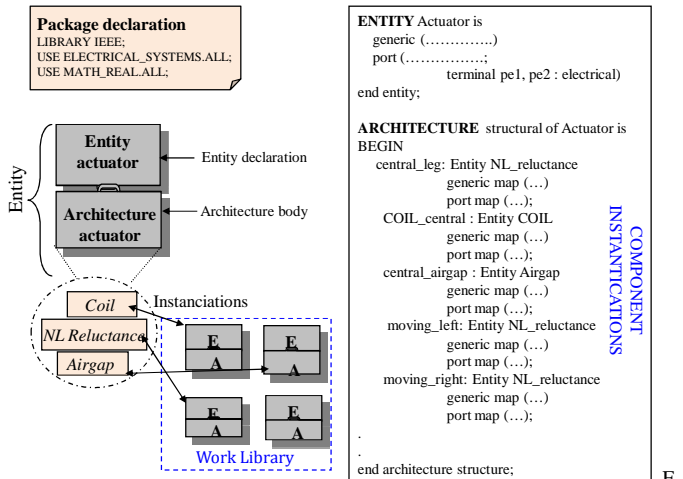 Package declaration
LIBRARY IEEE;
USE ELECTRICAL_SYSTEMS.ALL;
USE MATH_REAL.ALL;
Entity
Entity
actuator
Entity declaration
Architecture
actuator
Architecture body
Instanciations
Coil
NL Reluctance
Airgap
E
A
E
A
E
A
E
A
Work Library
ENTITY Actuator is
generic (…………..)
port (…………….;
terminal pe1, pe2 : electrical)
end entity;
ARCHITECTURE structural of Actuator is
BEGIN
central_leg: Entity NL_reluctance
generic map (…)
port map (…);
COIL_central : Entity COIL
generic map (…)
port map (…);
central_airgap : Entity Airgap
generic map (…)
port map (…);
moving_left: Entity NL_reluctance
generic map (…)
port map (…);
moving_right: Entity NL_reluctance
generic map (…)
port map (…);
.
.
end architecture structure;
COMPONENT
INSTANTICATIONS
F